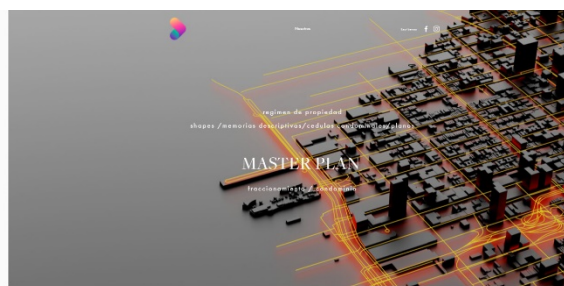 Nosotros
regimen de propiedad
shapes /memorias descriptivas/cedulas condominales/planos
MASTER PLAN
fraccionamiento / condominio